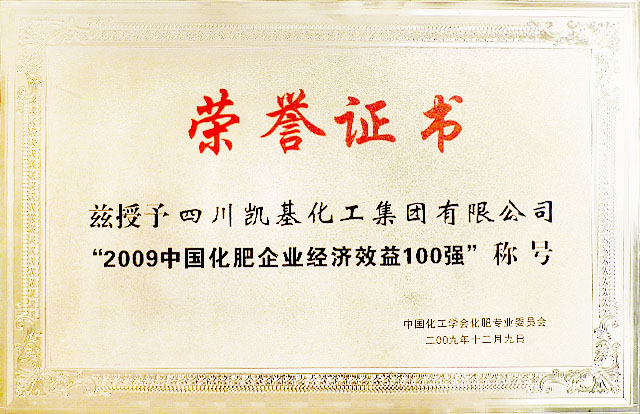 荣誉证书
兹授予四川凯基化工集团有限公司
“2009中国化肥企业经济效益100强”称号
中国化工学会化肥专业委员会
二00九年十二月九日